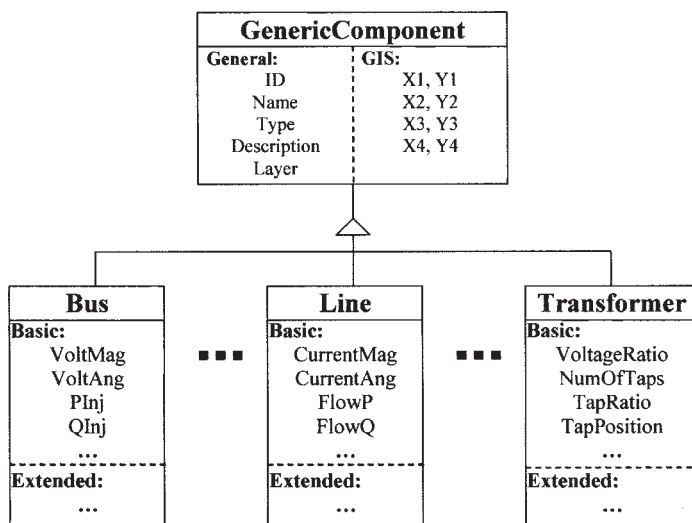 GenericComponent
General:
ID
Name
Type
Description
Layer
GIS:
X1, Y1
X2, Y2
X3, Y3
X4, Y4
Bus
Basic:
VoltMag
VoltAng
PInj
QInj
...
Extended:
...
Line
Basic:
CurrentMag
CurrentAng
FlowP
FlowQ
...
Extended:
...
Transformer
Basic:
VoltageRatio
NumOfTaps
TapRatio
TapPosition
...
Extended:
...